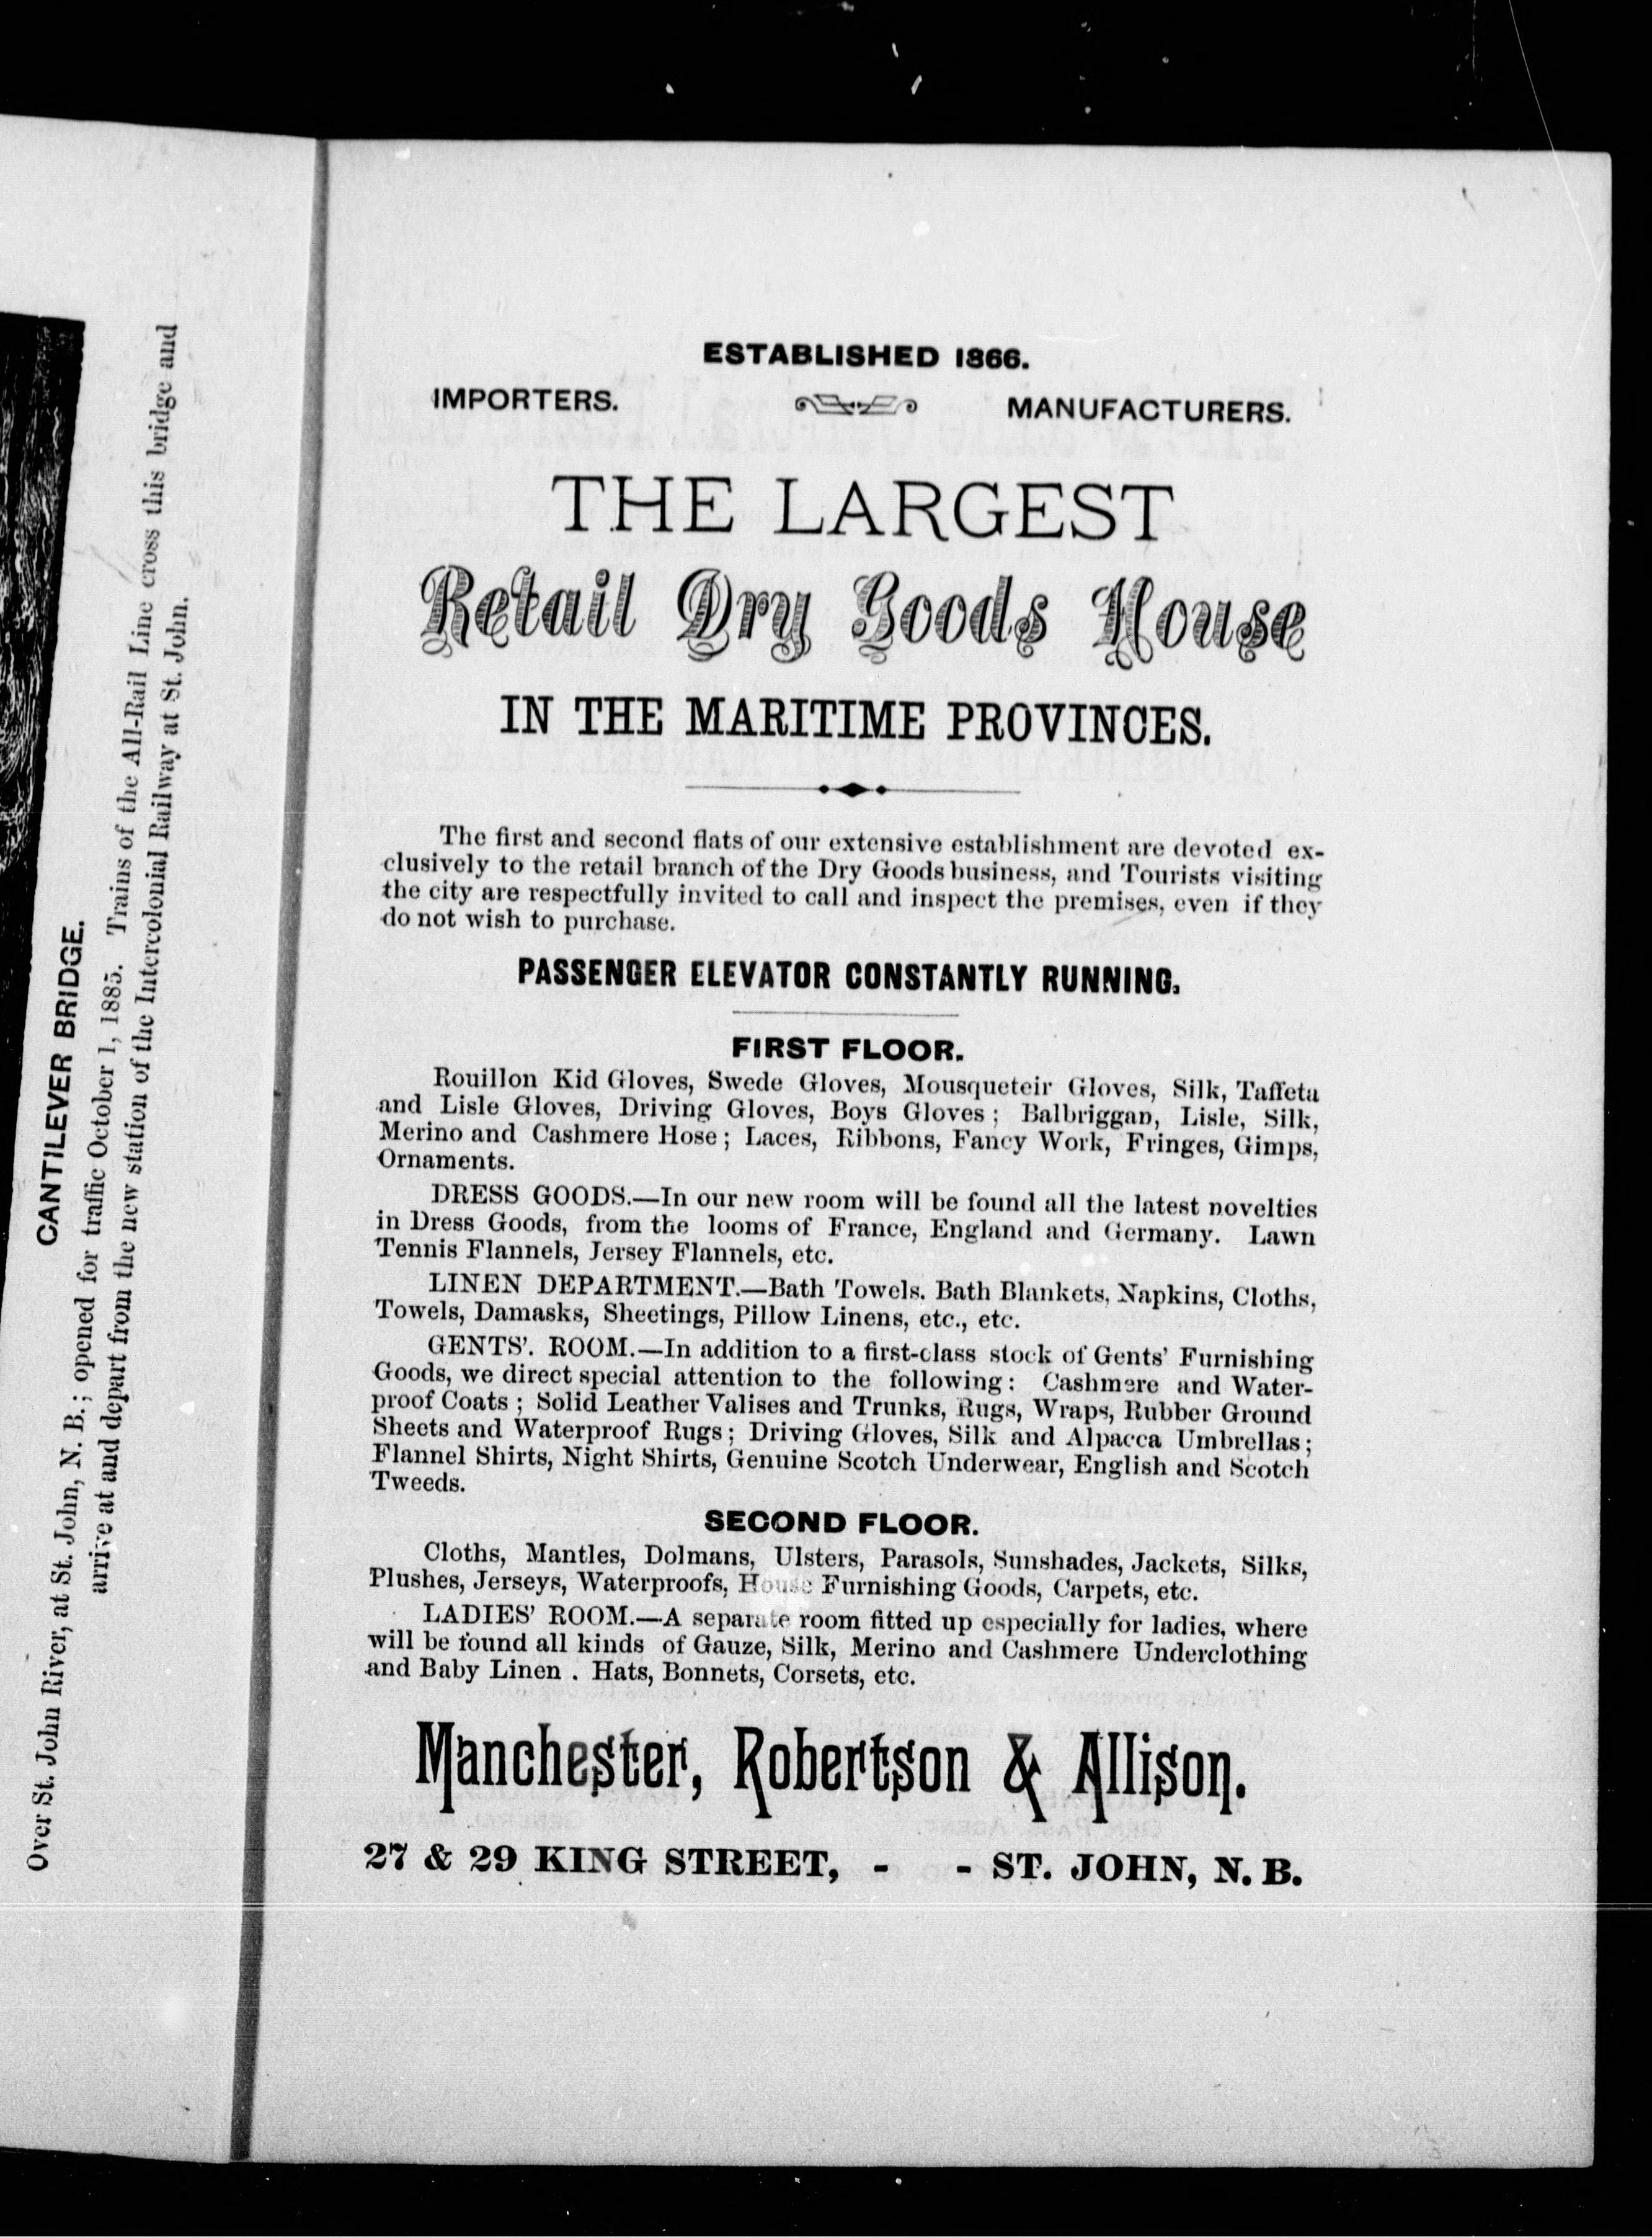 CANTILEVER BRIDGE.
Over St. John River, at St. John, N. B.; opened for traffic October 1, 1885. Trains of the All-Rail Line cross this bridge and
arrive at and depart from the new station of the Intercolonial Railway at St. John.
ESTABLISHED 1866.
IMPORTERS. MANUFACTURERS.
THE LARGEST
Retail Dry Goods House
IN THE MARITIME PROVINCES.
The first and second flats of our extensive establishment are devoted ex-
clusively to the retail branch of the Dry Goods business, and Tourists visiting
the city are respectfully invited to call and inspect the premises, even if they
do not wish to purchase.
PASSENGER ELEVATOR CONSTANTLY RUNNING.
FIRST FLOOR.
Rouillon Kid Gloves, Swede Gloves, Mousqueteir Gloves, Silk, Taffeta
and Lisle Gloves, Driving Gloves, Boys Gloves; Balbriggan, Lisle, Silk,
Merino and Cashmere Hose; Laces, Ribbons, Fancy Work, Fringes, Gimps,
Ornaments.
DRESS GOODS.—In our new room will be found all the latest novelties
in Dress Goods, from the looms of France, England and Germany. Lawn
Tennis Flannels, Jersey Flannels, etc.
LINEN DEPARTMENT.—Bath Towels. Bath Blankets, Napkins, Cloths,
Towels, Damasks, Sheetings, Pillow Linens, etc., etc.
GENTS'. ROOM.—In addition to a first-class stock of Gents' Furnishing
Goods, we direct special attention to the following: Cashmere and Water-
proof Coats; Solid Leather Valises and Trunks, Rugs, Wraps, Rubber Ground
Sheets and Waterproof Rugs; Driving Gloves, Silk and Alpacca Umbrellas;
Flannel Shirts, Night Shirts, Genuine Scotch Underwear, English and Scotch
Tweeds.
SECOND FLOOR.
Cloths, Mantles, Dolmans, Ulsters, Parasols, Sunshades, Jackets, Silks,
Plushes, Jerseys, Waterproofs, House Furnishing Goods, Carpets, etc.
LADIES' ROOM.—A separate room fitted up especially for ladies, where
will be found all kinds of Gauze, Silk, Merino and Cashmere Underclothing
and Baby Linen . Hats, Bonnets, Corsets, etc.
Manchester, Robertson & Allison.
27 & 29 KING STREET, - - ST. JOHN, N. B.